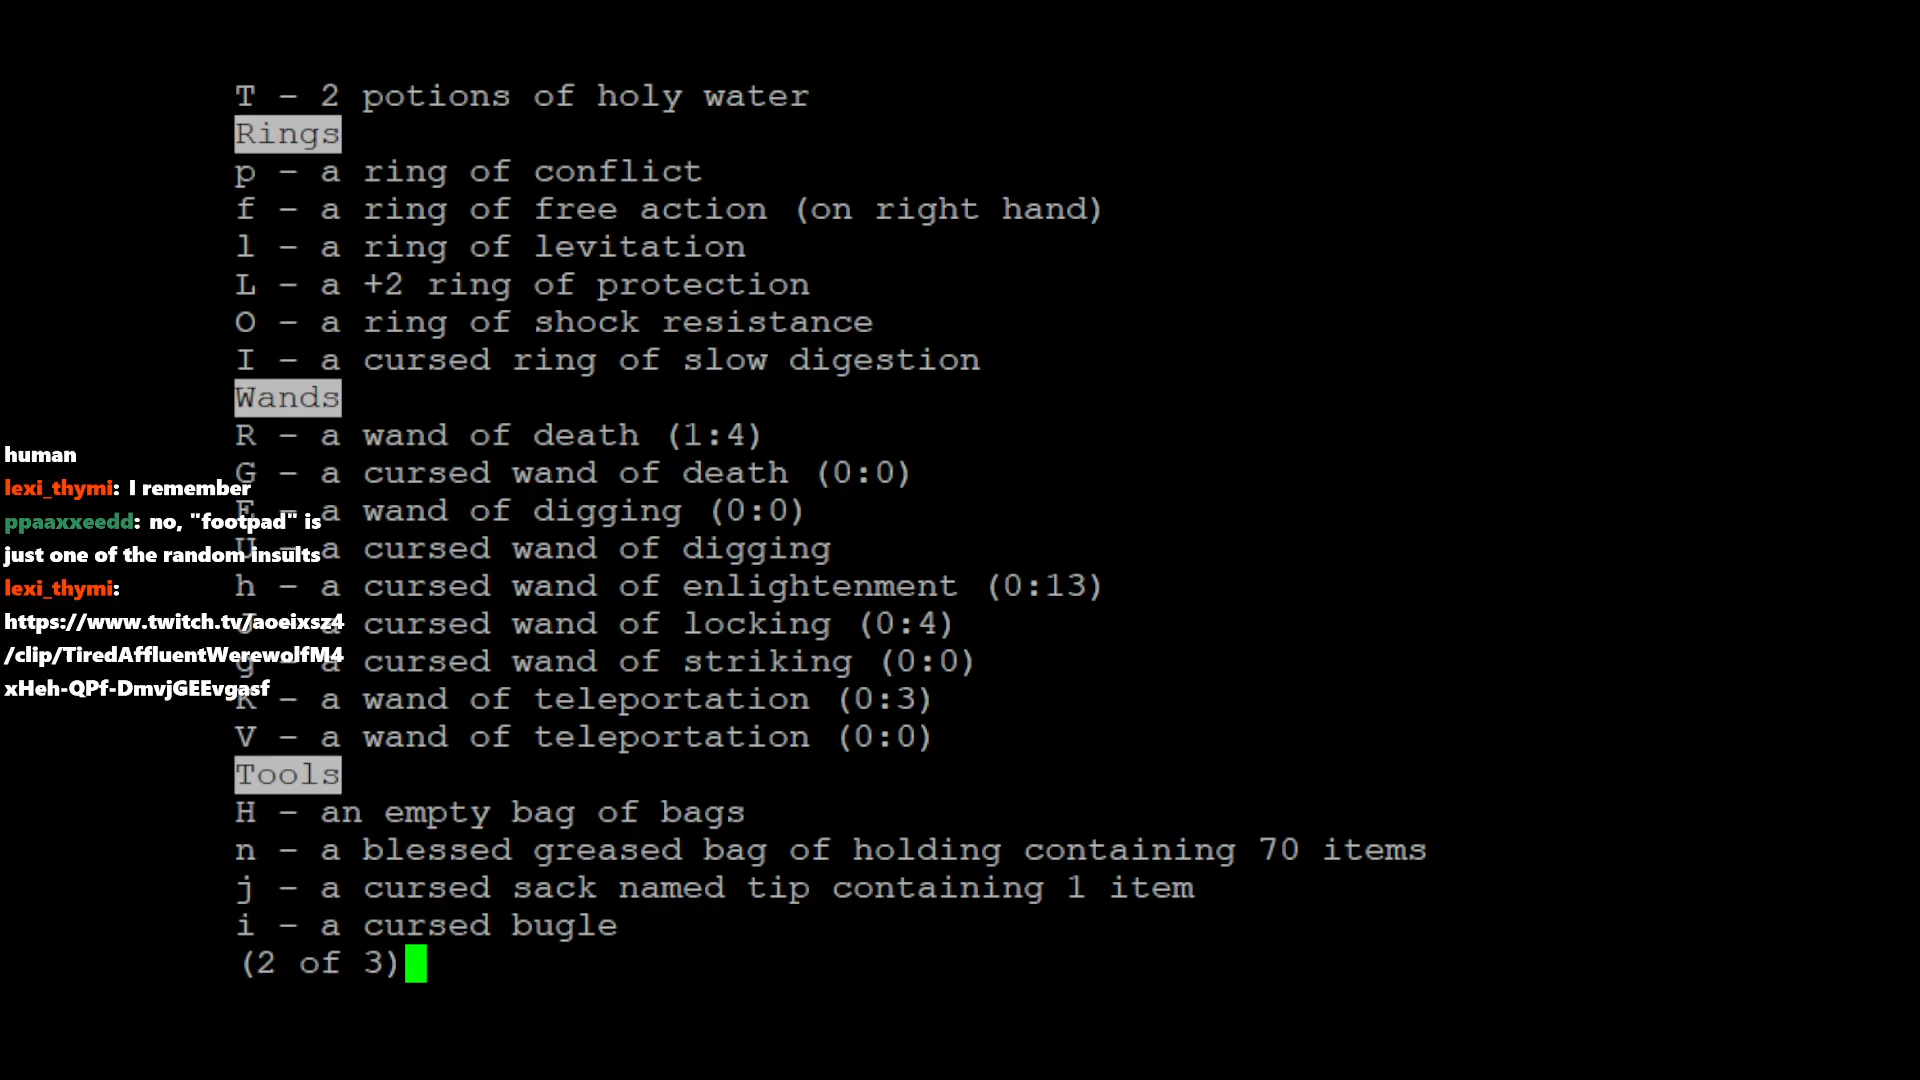 T - 2 potions of holy water
Rings
p - a ring of conflict
f - a ring of free action (on right hand)
l - a ring of levitation
L - a +2 ring of protection
O - a ring of shock resistance
I - a cursed ring of slow digestion
Wands
R - a wand of death (1:4)
G - a cursed wand of death (0:0)
E - a wand of digging (0:0)
U - a cursed wand of digging
h - a cursed wand of enlightenment (0:13)
J - a cursed wand of locking (0:4)
g - a cursed wand of striking (0:0)
K - a wand of teleportation (0:3)
V - a wand of teleportation (0:0)
Tools
H - an empty bag of bags
n - a blessed greased bag of holding containing 70 items
j - a cursed sack named tip containing 1 item
i - a cursed bugle
(2 of 3)
human
lexi_thymi: I remember
ppaaxxeedd: no, "footpad" is
just one of the random insults
lexi_thymi:
https://www.twitch.tv/aoeixsz4
/clip/TiredAffluentWerewolfM4
xHeh-QPf-DmvjGEEvgasf